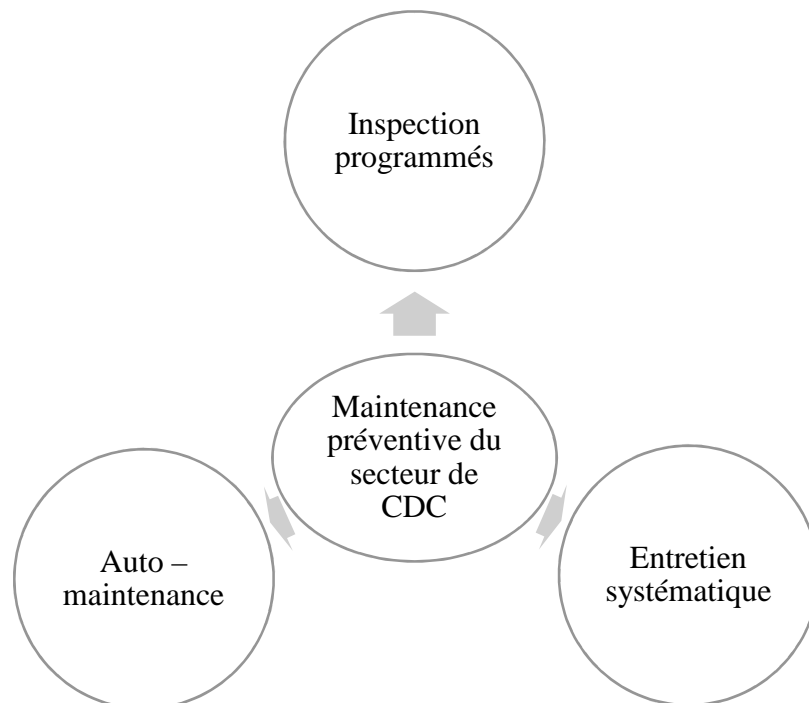 Inspection
programmés
Maintenance
préventive du
secteur de
CDC
Auto –
maintenance
Entretien
systématique